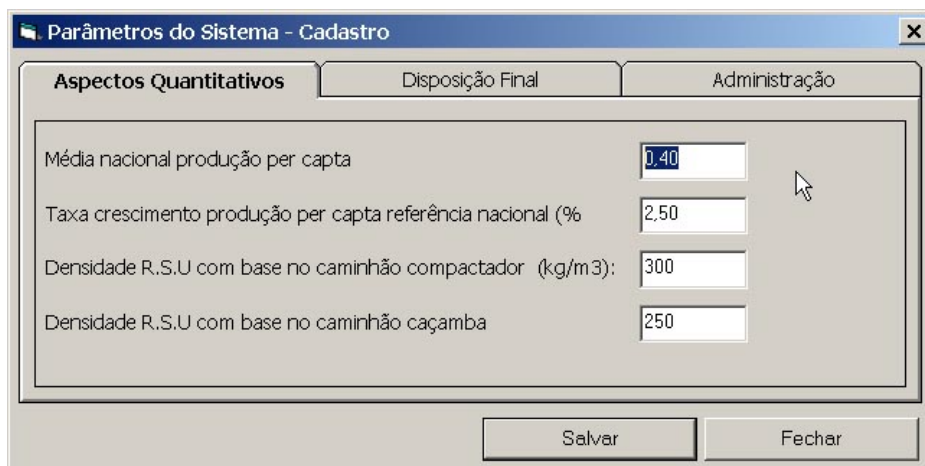 Parâmetros do Sistema - Cadastro
Aspectos Quantitativos
Disposição Final
Administração
Média nacional produção per capta
0,40
Taxa crescimento produção per capta referência nacional (%
2,50
Densidade R.S.U com base no caminhão compactador (kg/m3):
300
Densidade R.S.U com base no caminhão caçamba
250
Salvar
Fechar